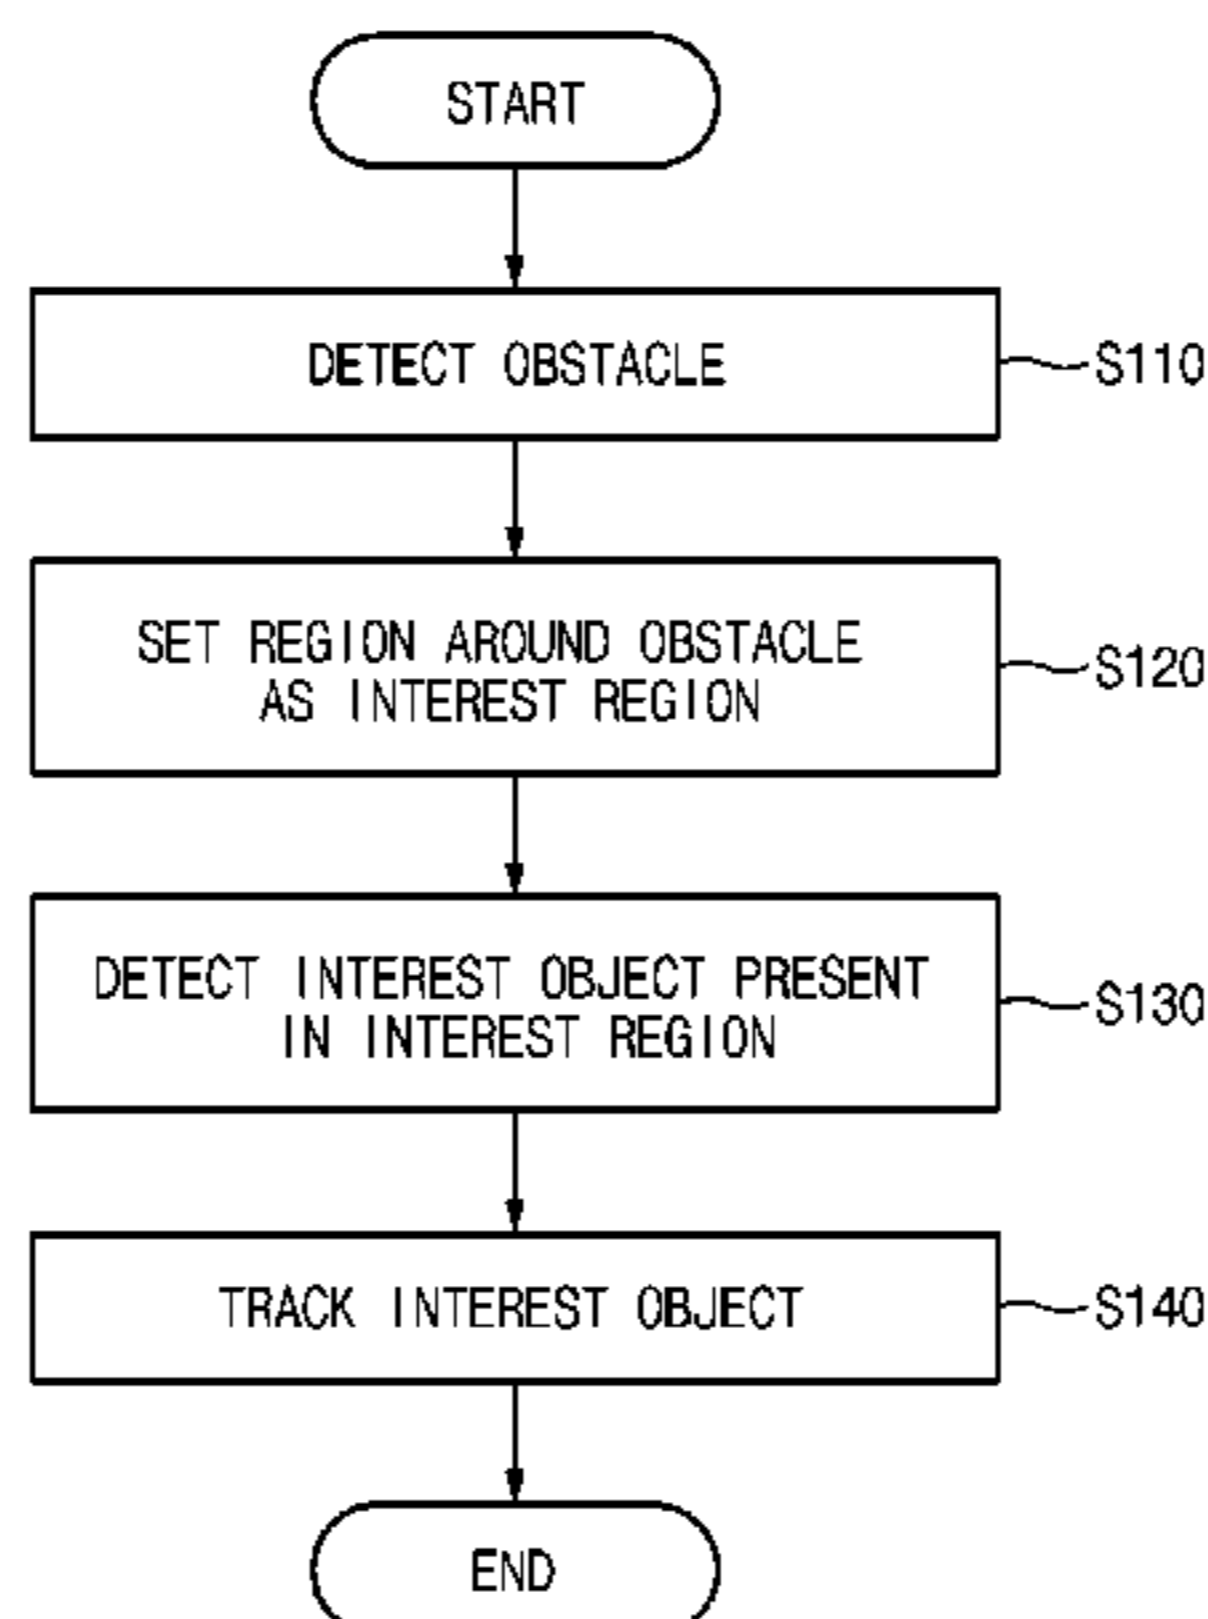 START
DETECT OBSTACLE
S110
SET REGION AROUND OBSTACLE
AS INTEREST REGION
S120
DETECT INTEREST OBJECT PRESENT
IN INTEREST REGION
S130
TRACK INTEREST OBJECT
S140
END